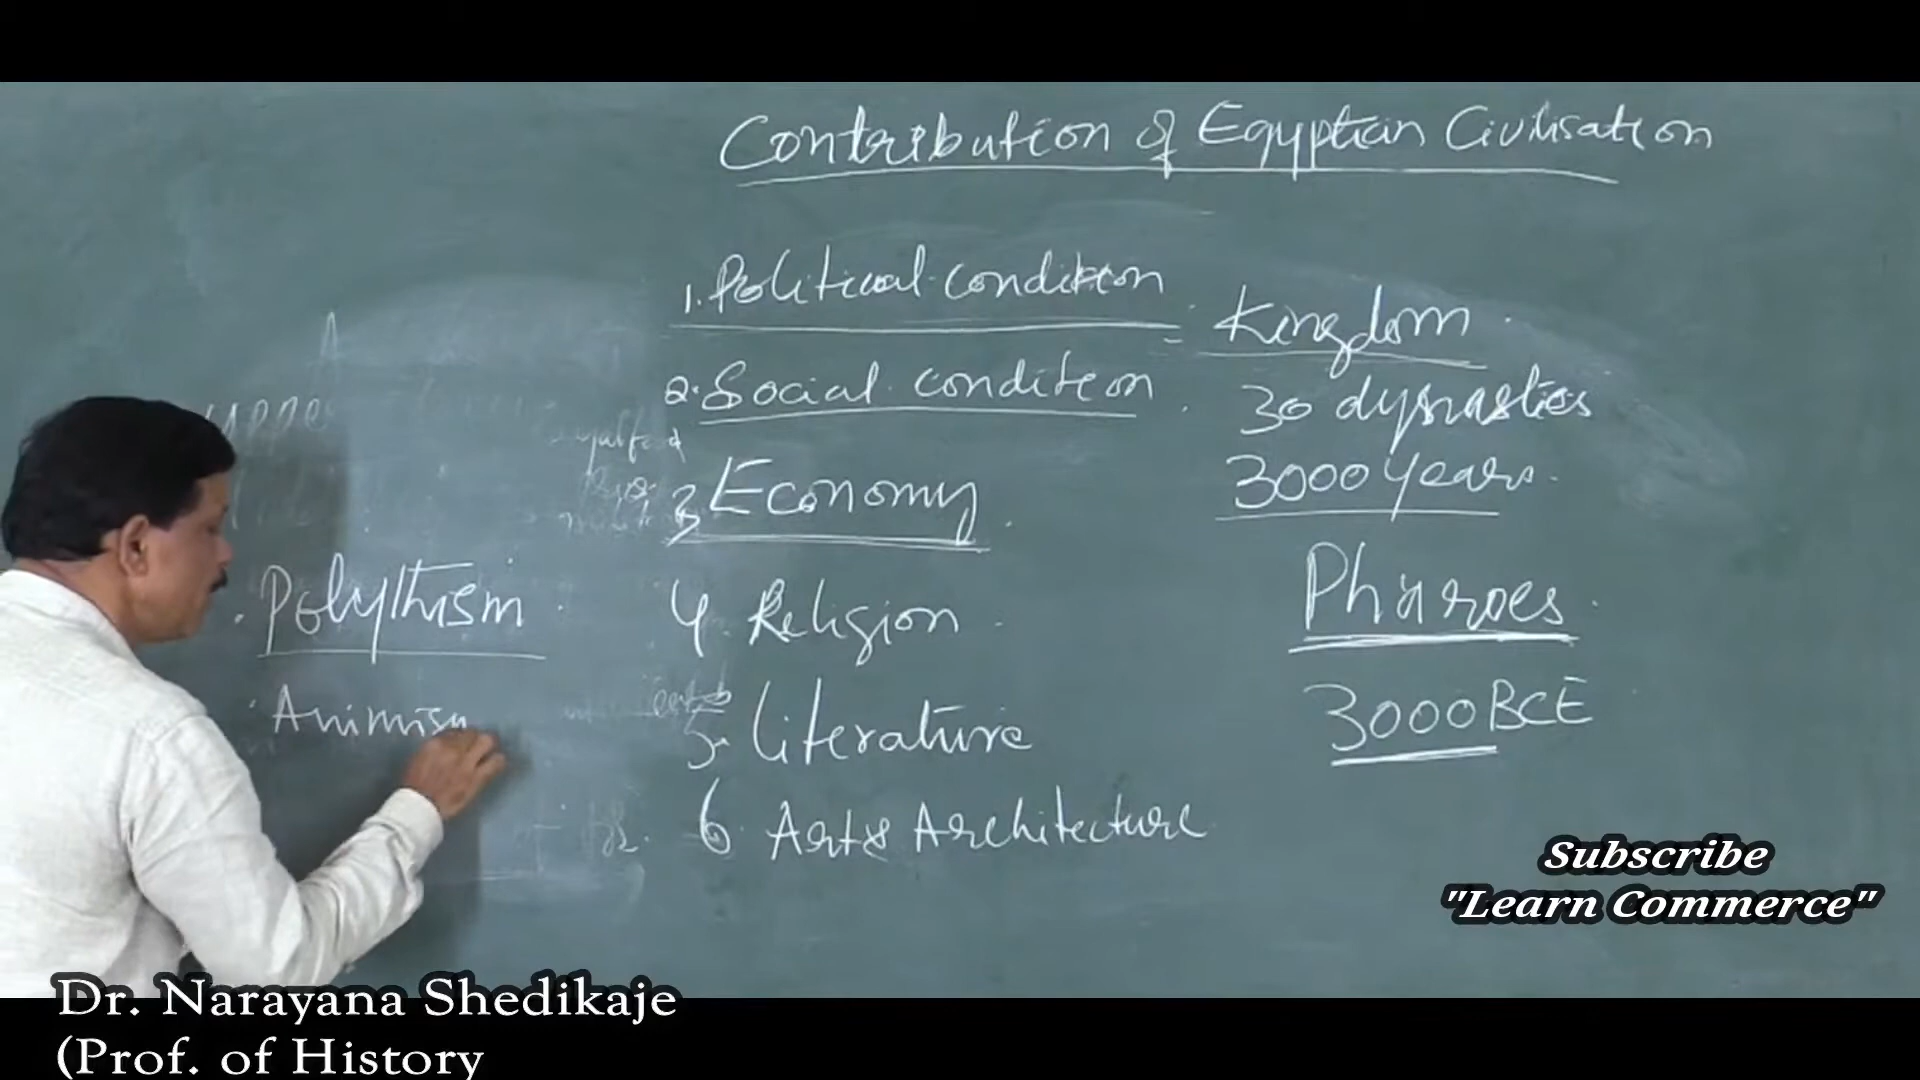 Contribution of Egyptian Civilisation
1. Political condition
Kingdom
2. Social condition
30 dynasties
3. Economy
3000 years.
Polythism
4. Religion
Pharoes
Animism
5. literature
3000 BCE
6. Art & Architecture
Subscribe
"Learn Commerce"
Dr. Narayana Shedikaje
(Prof. of History